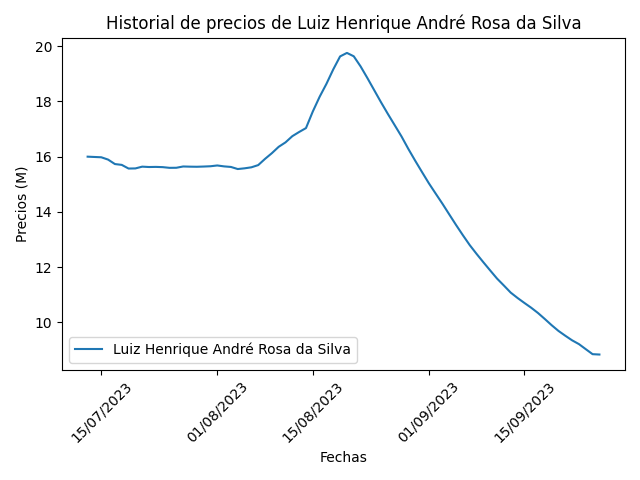 Historial de precios de Luiz Henrique André Rosa da Silva
Precios (M)
20
18
16
14
12
10
Luiz Henrique André Rosa da Silva
15/07/2023
01/08/2023
15/08/2023
01/09/2023
15/09/2023
Fechas